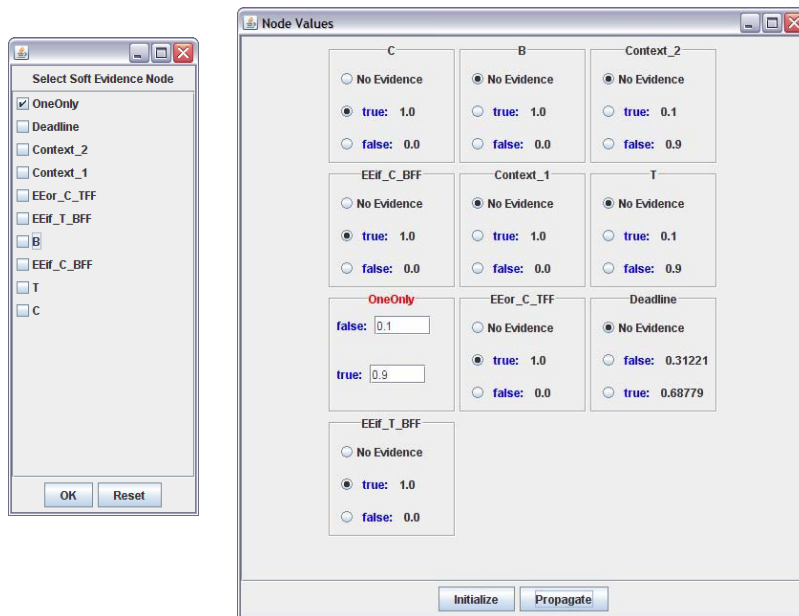 Select Soft Evidence Node
OneOnly
Deadline
Context_2
Context_1
EEor_C_TFF
EEif_T_BFF
B
EEif_C_BFF
T
C
OK Reset
Node Values
C
No Evidence
true: 1.0
false: 0.0
B
No Evidence
true: 1.0
false: 0.0
Context_2
No Evidence
true: 0.1
false: 0.9
EEif_C_BFF
No Evidence
true: 1.0
false: 0.0
Context_1
No Evidence
true: 1.0
false: 0.0
T
No Evidence
true: 0.1
false: 0.9
OneOnly
false: 0.1
true: 0.9
EEor_C_TFF
No Evidence
true: 1.0
false: 0.0
Deadline
No Evidence
false: 0.31221
true: 0.68779
EEif_T_BFF
No Evidence
true: 1.0
false: 0.0
Initialize Propagate